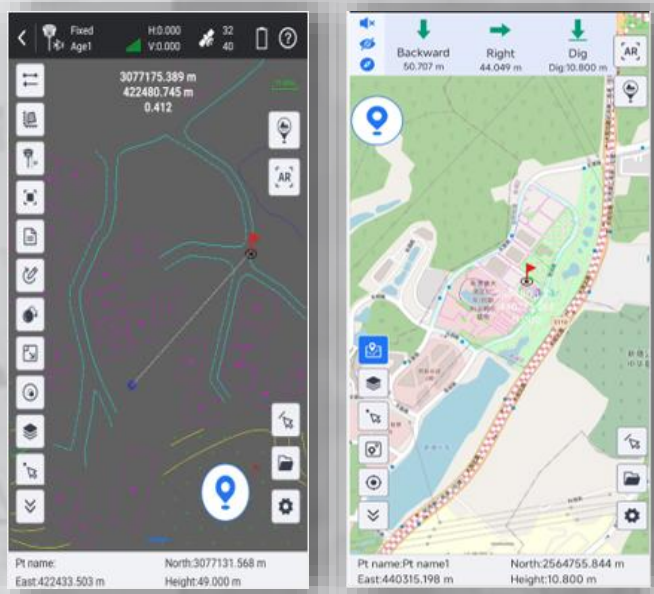 Fixed
H:0.000
32
Age1
V:0.000
40
3077175.389 m
422480.745 m
0.412
AR
Pt name:
North:3077131.568 m
East:422433.503 m
Height:49.000 m
Backward
Right
Dig
50.707 m
44.049 m
Dig:10.800 m
AR
S116
Pt name:Pt name1
North:2564755.844 m
East:440315.198 m
Height:10.800 m